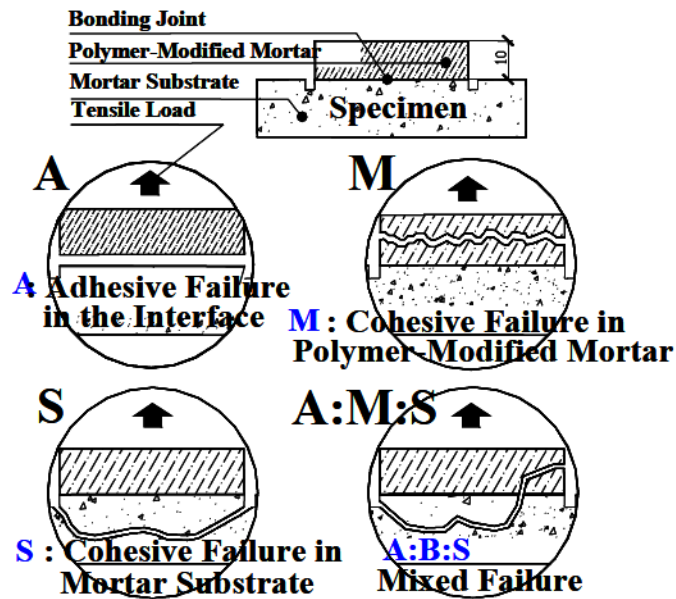 Bonding Joint
Polymer-Modified Mortar
Mortar Substrate
Tensile Load
Specimen
10
A
A: Adhesive Failure
in the Interface
M
M : Cohesive Failure in
Polymer-Modified Mortar
S
S : Cohesive Failure in
Mortar Substrate
A:M:S
A:B:S
Mixed Failure